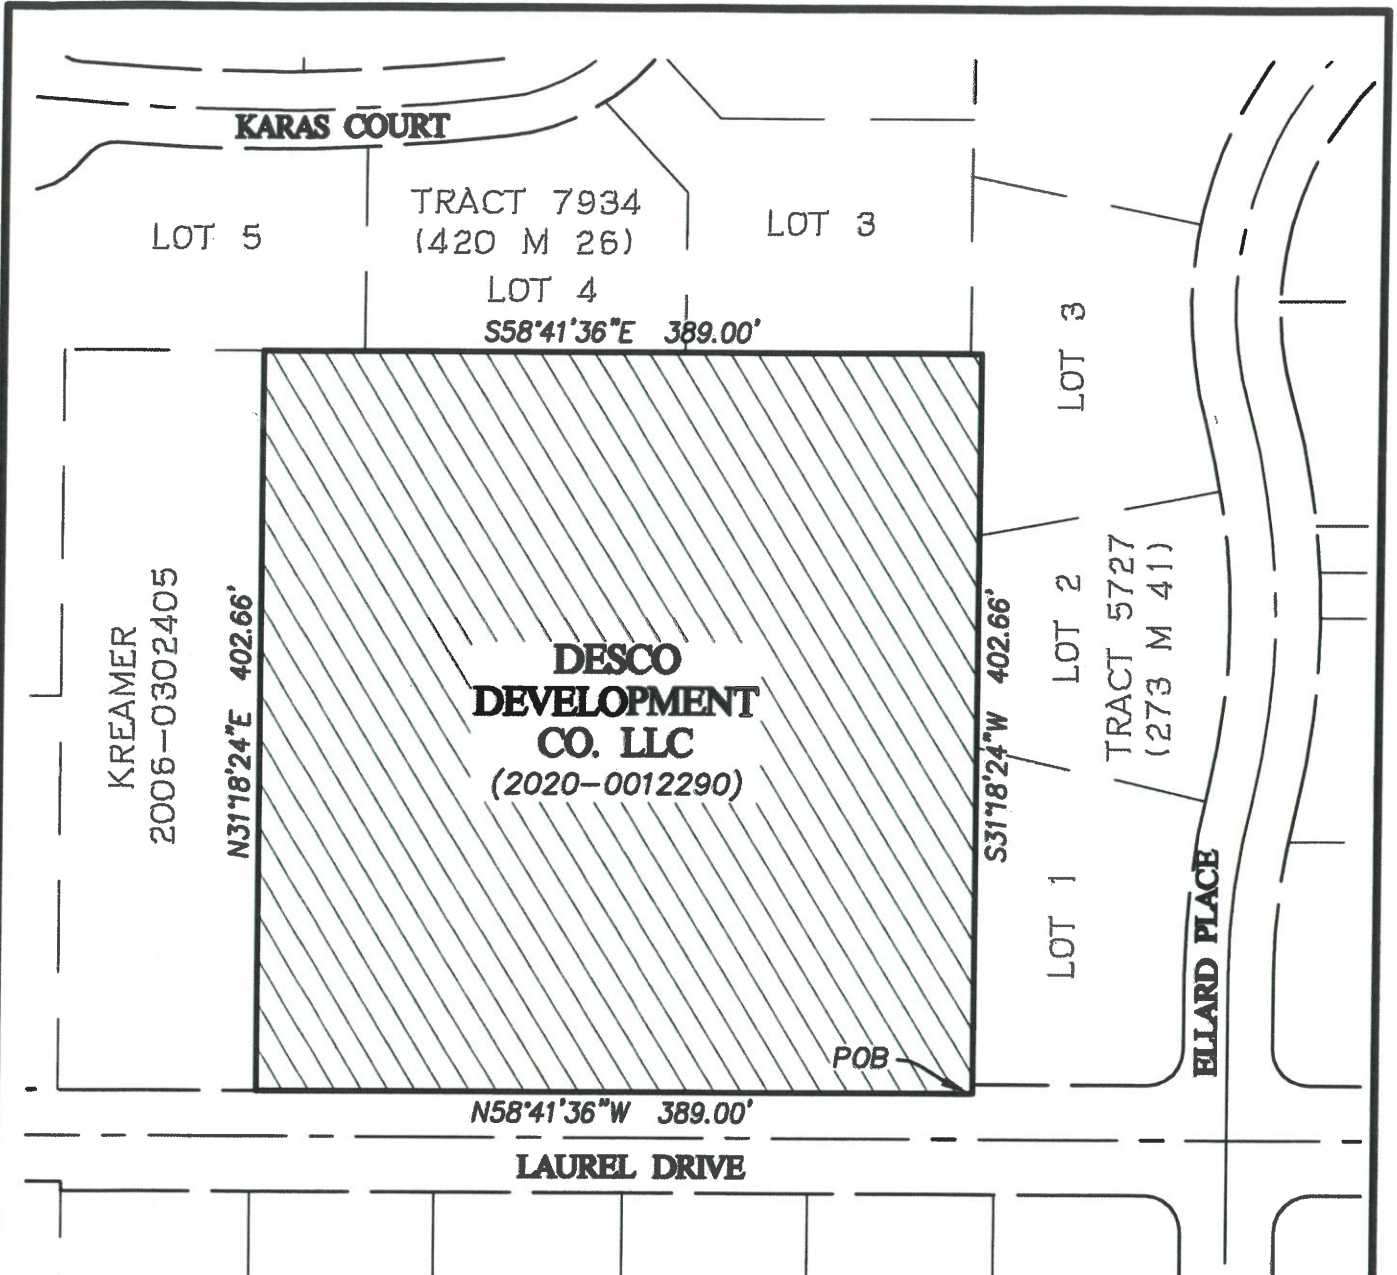 KARAS COURT
TRACT 7934
(420 M 26)
LOT 5
LOT 4
LOT 3
S58°41'36"E 389.00'
LOT 3
KREAMER
2006-0302405
N31°18'24"E 402.66'
DESCO
DEVELOPMENT
CO. LLC
(2020-0012290)
S31°18'24"W 402.66'
LOT 2
TRACT 5727
(273 M 41)
LOT 1
ELLARD PLACE
POB
N58°41'36"W 389.00'
LAUREL DRIVE